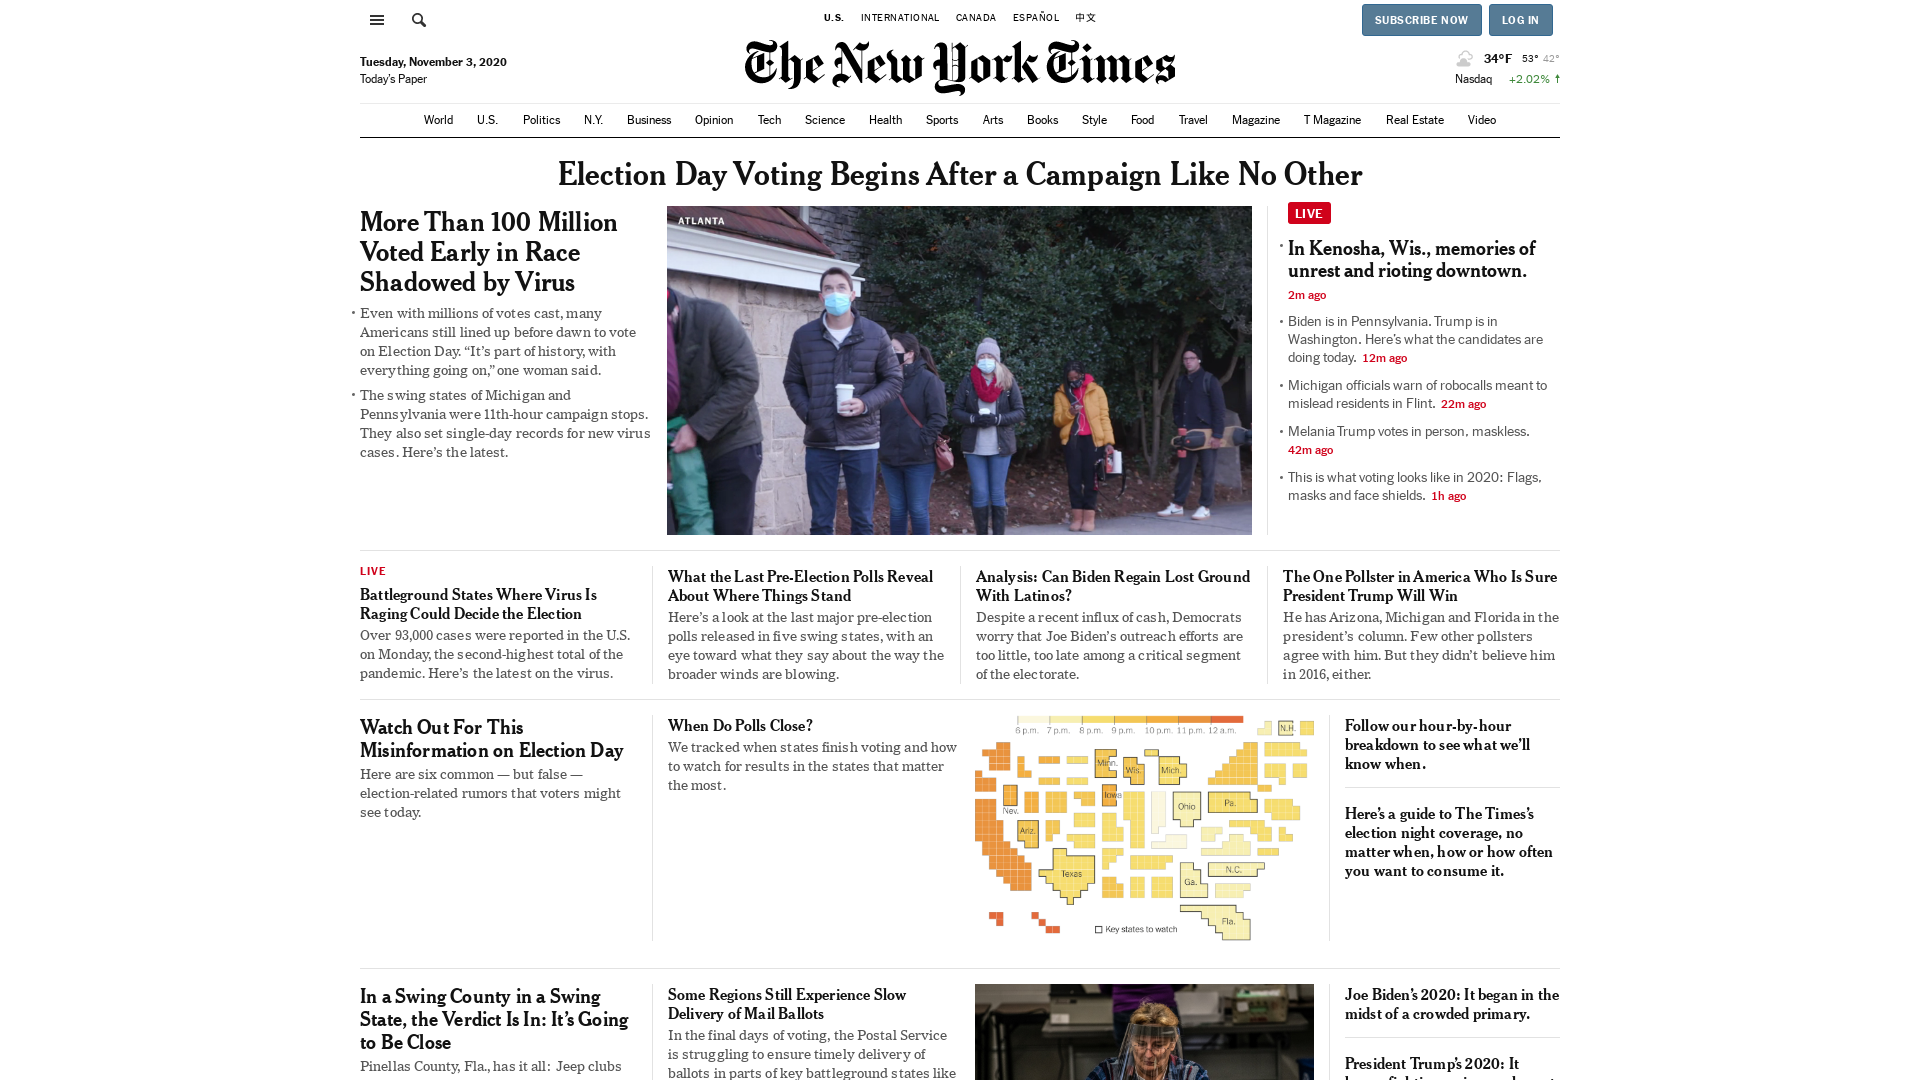 U.S. INTERNATIONAL CANADA ESPAÑOL 中文
SUBSCRIBE NOW LOG IN
Tuesday, November 3, 2020
Today’s Paper
The New York Times
34°F 53° 42°
Nasdaq +2.02% ↑
World U.S. Politics N.Y. Business Opinion Tech Science Health Sports Arts Books Style Food Travel Magazine T Magazine Real Estate Video
Election Day Voting Begins After a Campaign Like No Other
More Than 100 Million
Voted Early in Race
Shadowed by Virus
Even with millions of votes cast, many
Americans still lined up before dawn to vote
on Election Day. “It’s part of history, with
everything going on,” one woman said.
The swing states of Michigan and
Pennsylvania were 11th-hour campaign stops.
They also set single-day records for new virus
cases. Here’s the latest.
ATLANTA
LIVE
In Kenosha, Wis., memories of
unrest and rioting downtown.
2m ago
Biden is in Pennsylvania. Trump is in
Washington. Here’s what the candidates are
doing today. 12m ago
Michigan officials warn of robocalls meant to
mislead residents in Flint. 22m ago
Melania Trump votes in person, maskless.
42m ago
This is what voting looks like in 2020: Flags,
masks and face shields. 1h ago
LIVE
Battleground States Where Virus Is
Raging Could Decide the Election
Over 93,000 cases were reported in the U.S.
on Monday, the second-highest total of the
pandemic. Here’s the latest on the virus.
What the Last Pre-Election Polls Reveal
About Where Things Stand
Here’s a look at the last major pre-election
polls released in five swing states, with an
eye toward what they say about the way the
broader winds are blowing.
Analysis: Can Biden Regain Lost Ground
With Latinos?
Despite a recent influx of cash, Democrats
worry that Joe Biden’s outreach efforts are
too little, too late among a critical segment
of the electorate.
The One Pollster in America Who Is Sure
President Trump Will Win
He has Arizona, Michigan and Florida in the
president’s column. Few other pollsters
agree with him. But they didn’t believe him
in 2016, either.
Watch Out For This
Misinformation on Election Day
Here are six common — but false —
election-related rumors that voters might
see today.
When Do Polls Close?
We tracked when states finish voting and how
to watch for results in the states that matter
the most.
6 p.m. 7 p.m. 8 p.m. 9 p.m. 10 p.m. 11 p.m. 12 a.m.
N.H.
Minn.
Wis.
Mich.
Iowa
Nev.
Ohio
Pa.
Ariz.
Texas
N.C.
Ga.
Fla.
Key states to watch
Follow our hour-by-hour
breakdown to see what we’ll
know when.
Here’s a guide to The Times’s
election night coverage, no
matter when, how or how often
you want to consume it.
In a Swing County in a Swing
State, the Verdict Is In: It’s Going
to Be Close
Pinellas County, Fla., has it all: Jeep clubs
Some Regions Still Experience Slow
Delivery of Mail Ballots
In the final days of voting, the Postal Service
is struggling to ensure timely delivery of
ballots in parts of key battleground states like
Joe Biden’s 2020: It began in the
midst of a crowded primary.
President Trump’s 2020: It